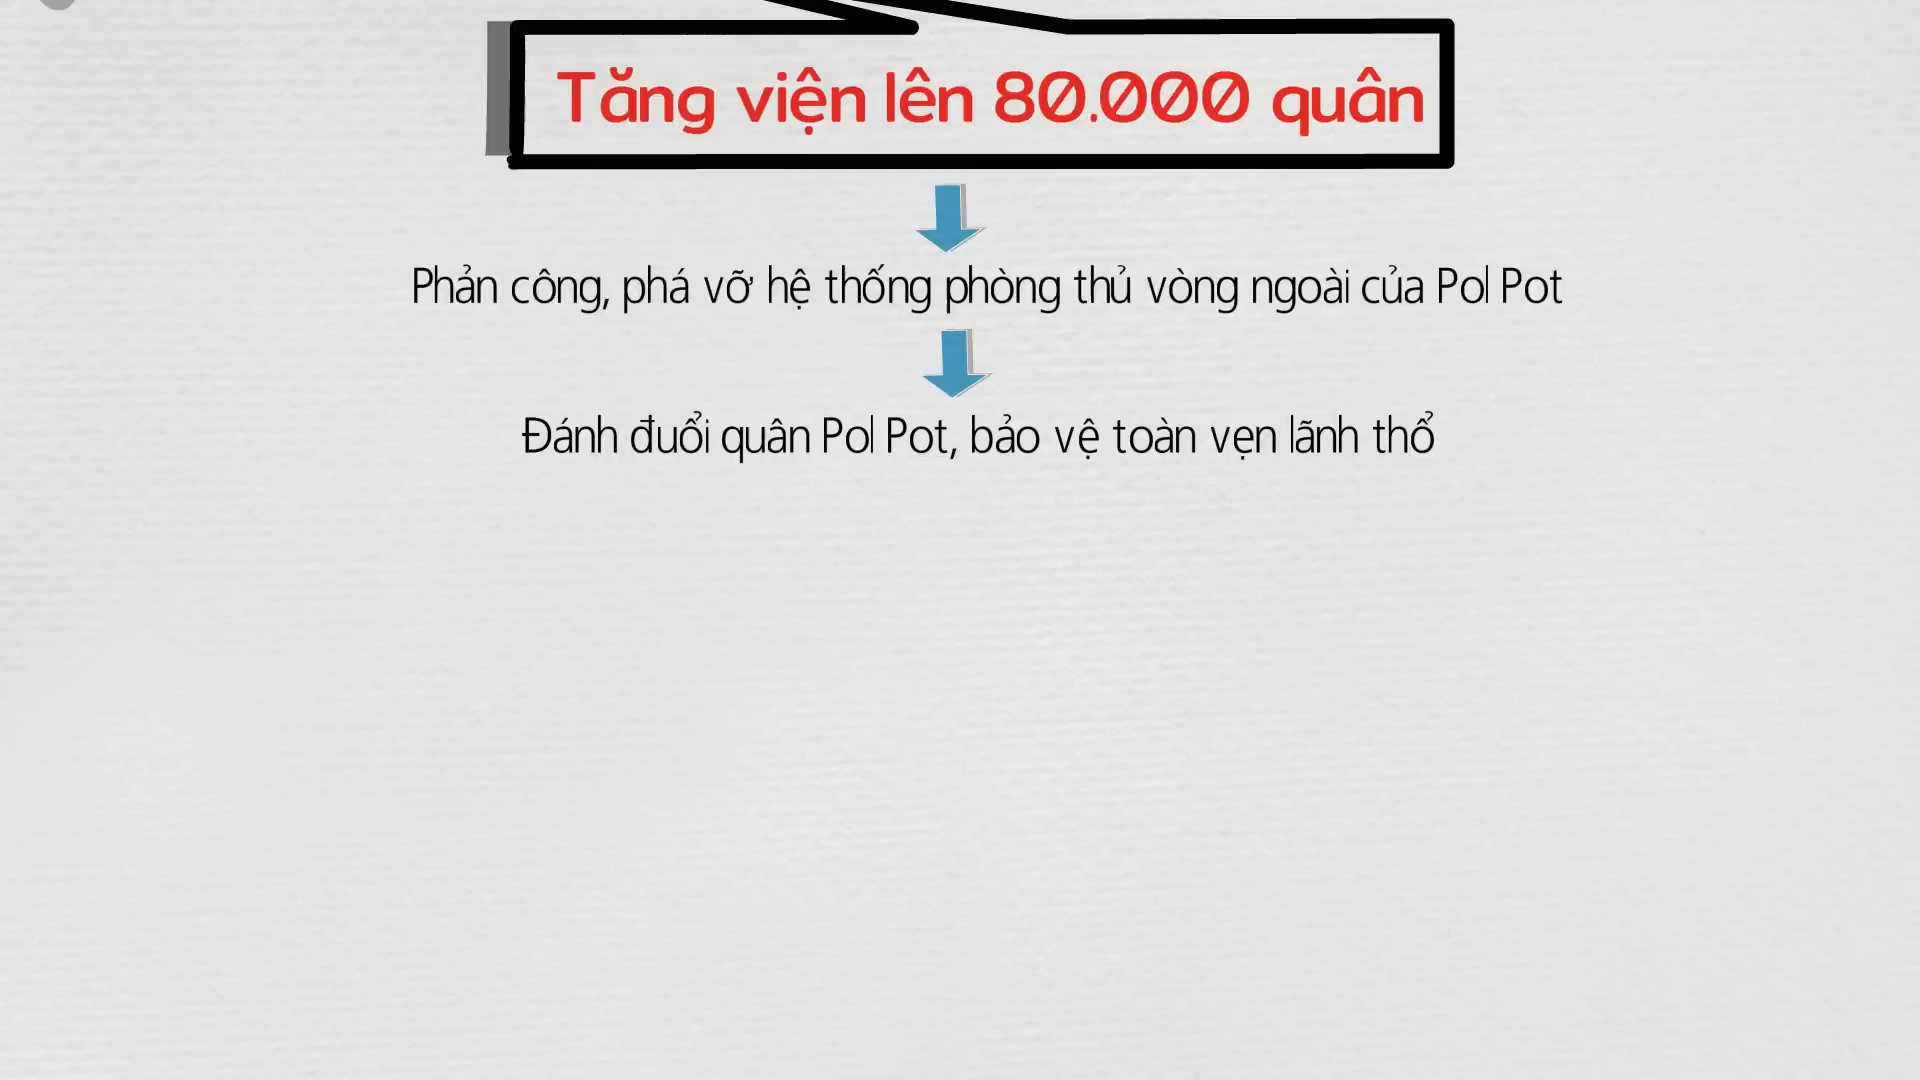 Tăng viện lên 80.000 quân
Phản công, phá vỡ hệ thống phòng thủ vòng ngoài của Pol Pot
Đánh đuổi quân Pol Pot, bảo vệ toàn vẹn lãnh thổ